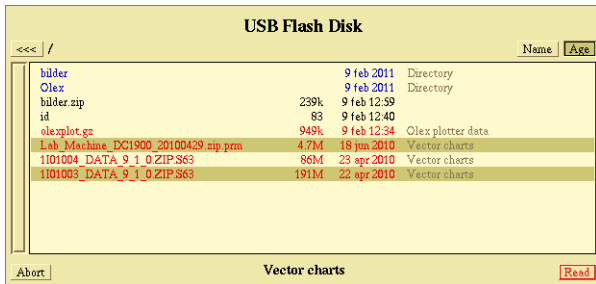 USB Flash Disk
<<< / Name Age
bilder 9 feb 2011 Directory
Olex 9 feb 2011 Directory
bilder.zip 239k 9 feb 12:59
id 83 9 feb 12:40
olexplot.gz 949k 9 feb 12:34 Olex plotter data
Lab_Machine_DC1900_20100429.zip.prm 4.7M 18 jun 2010 Vector charts
1I01004_DATA_9_1_0.ZIP.S63 86M 23 apr 2010 Vector charts
1I01003_DATA_9_1_0.ZIP.S63 191M 22 apr 2010 Vector charts
Abort Vector charts Read